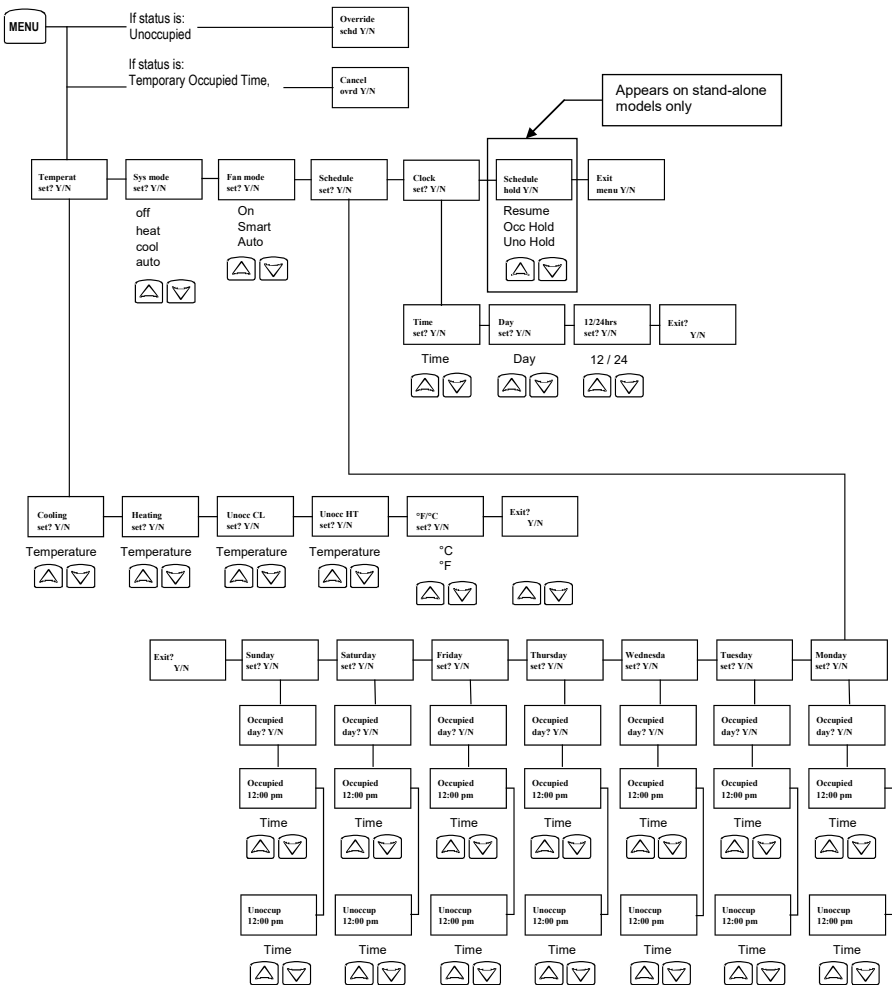 MENU
If status is:
Unoccupied
Override
schd Y/N
If status is:
Temporary Occupied Time,
Cancel
ovrd Y/N
Appears on stand-alone
models only
Temperat
set? Y/N
Sys mode
set? Y/N
Fan mode
set? Y/N
Schedule
set? Y/N
Clock
set? Y/N
Schedule
hold Y/N
Exit
menu Y/N
off
heat
cool
auto
On
Smart
Auto
Resume
Occ Hold
Uno Hold
Time
set? Y/N
Day
set? Y/N
12/24hrs
set? Y/N
Exit?
Y/N
Time
Day
12 / 24
Cooling
set? Y/N
Heating
set? Y/N
Unocc CL
set? Y/N
Unocc HT
set? Y/N
°F/°C
set? Y/N
Exit?
Y/N
Temperature
Temperature
Temperature
Temperature
°C
°F
Exit?
Y/N
Sunday
set? Y/N
Saturday
set? Y/N
Friday
set? Y/N
Thursday
set? Y/N
Wednesda
set? Y/N
Tuesday
set? Y/N
Monday
set? Y/N
Occupied
day? Y/N
Occupied
day? Y/N
Occupied
day? Y/N
Occupied
day? Y/N
Occupied
day? Y/N
Occupied
day? Y/N
Occupied
day? Y/N
Occupied
12:00 pm
Occupied
12:00 pm
Occupied
12:00 pm
Occupied
12:00 pm
Occupied
12:00 pm
Occupied
12:00 pm
Occupied
12:00 pm
Time
Time
Time
Time
Time
Time
Time
Unoccup
12:00 pm
Unoccup
12:00 pm
Unoccup
12:00 pm
Unoccup
12:00 pm
Unoccup
12:00 pm
Unoccup
12:00 pm
Unoccup
12:00 pm
Time
Time
Time
Time
Time
Time
Time